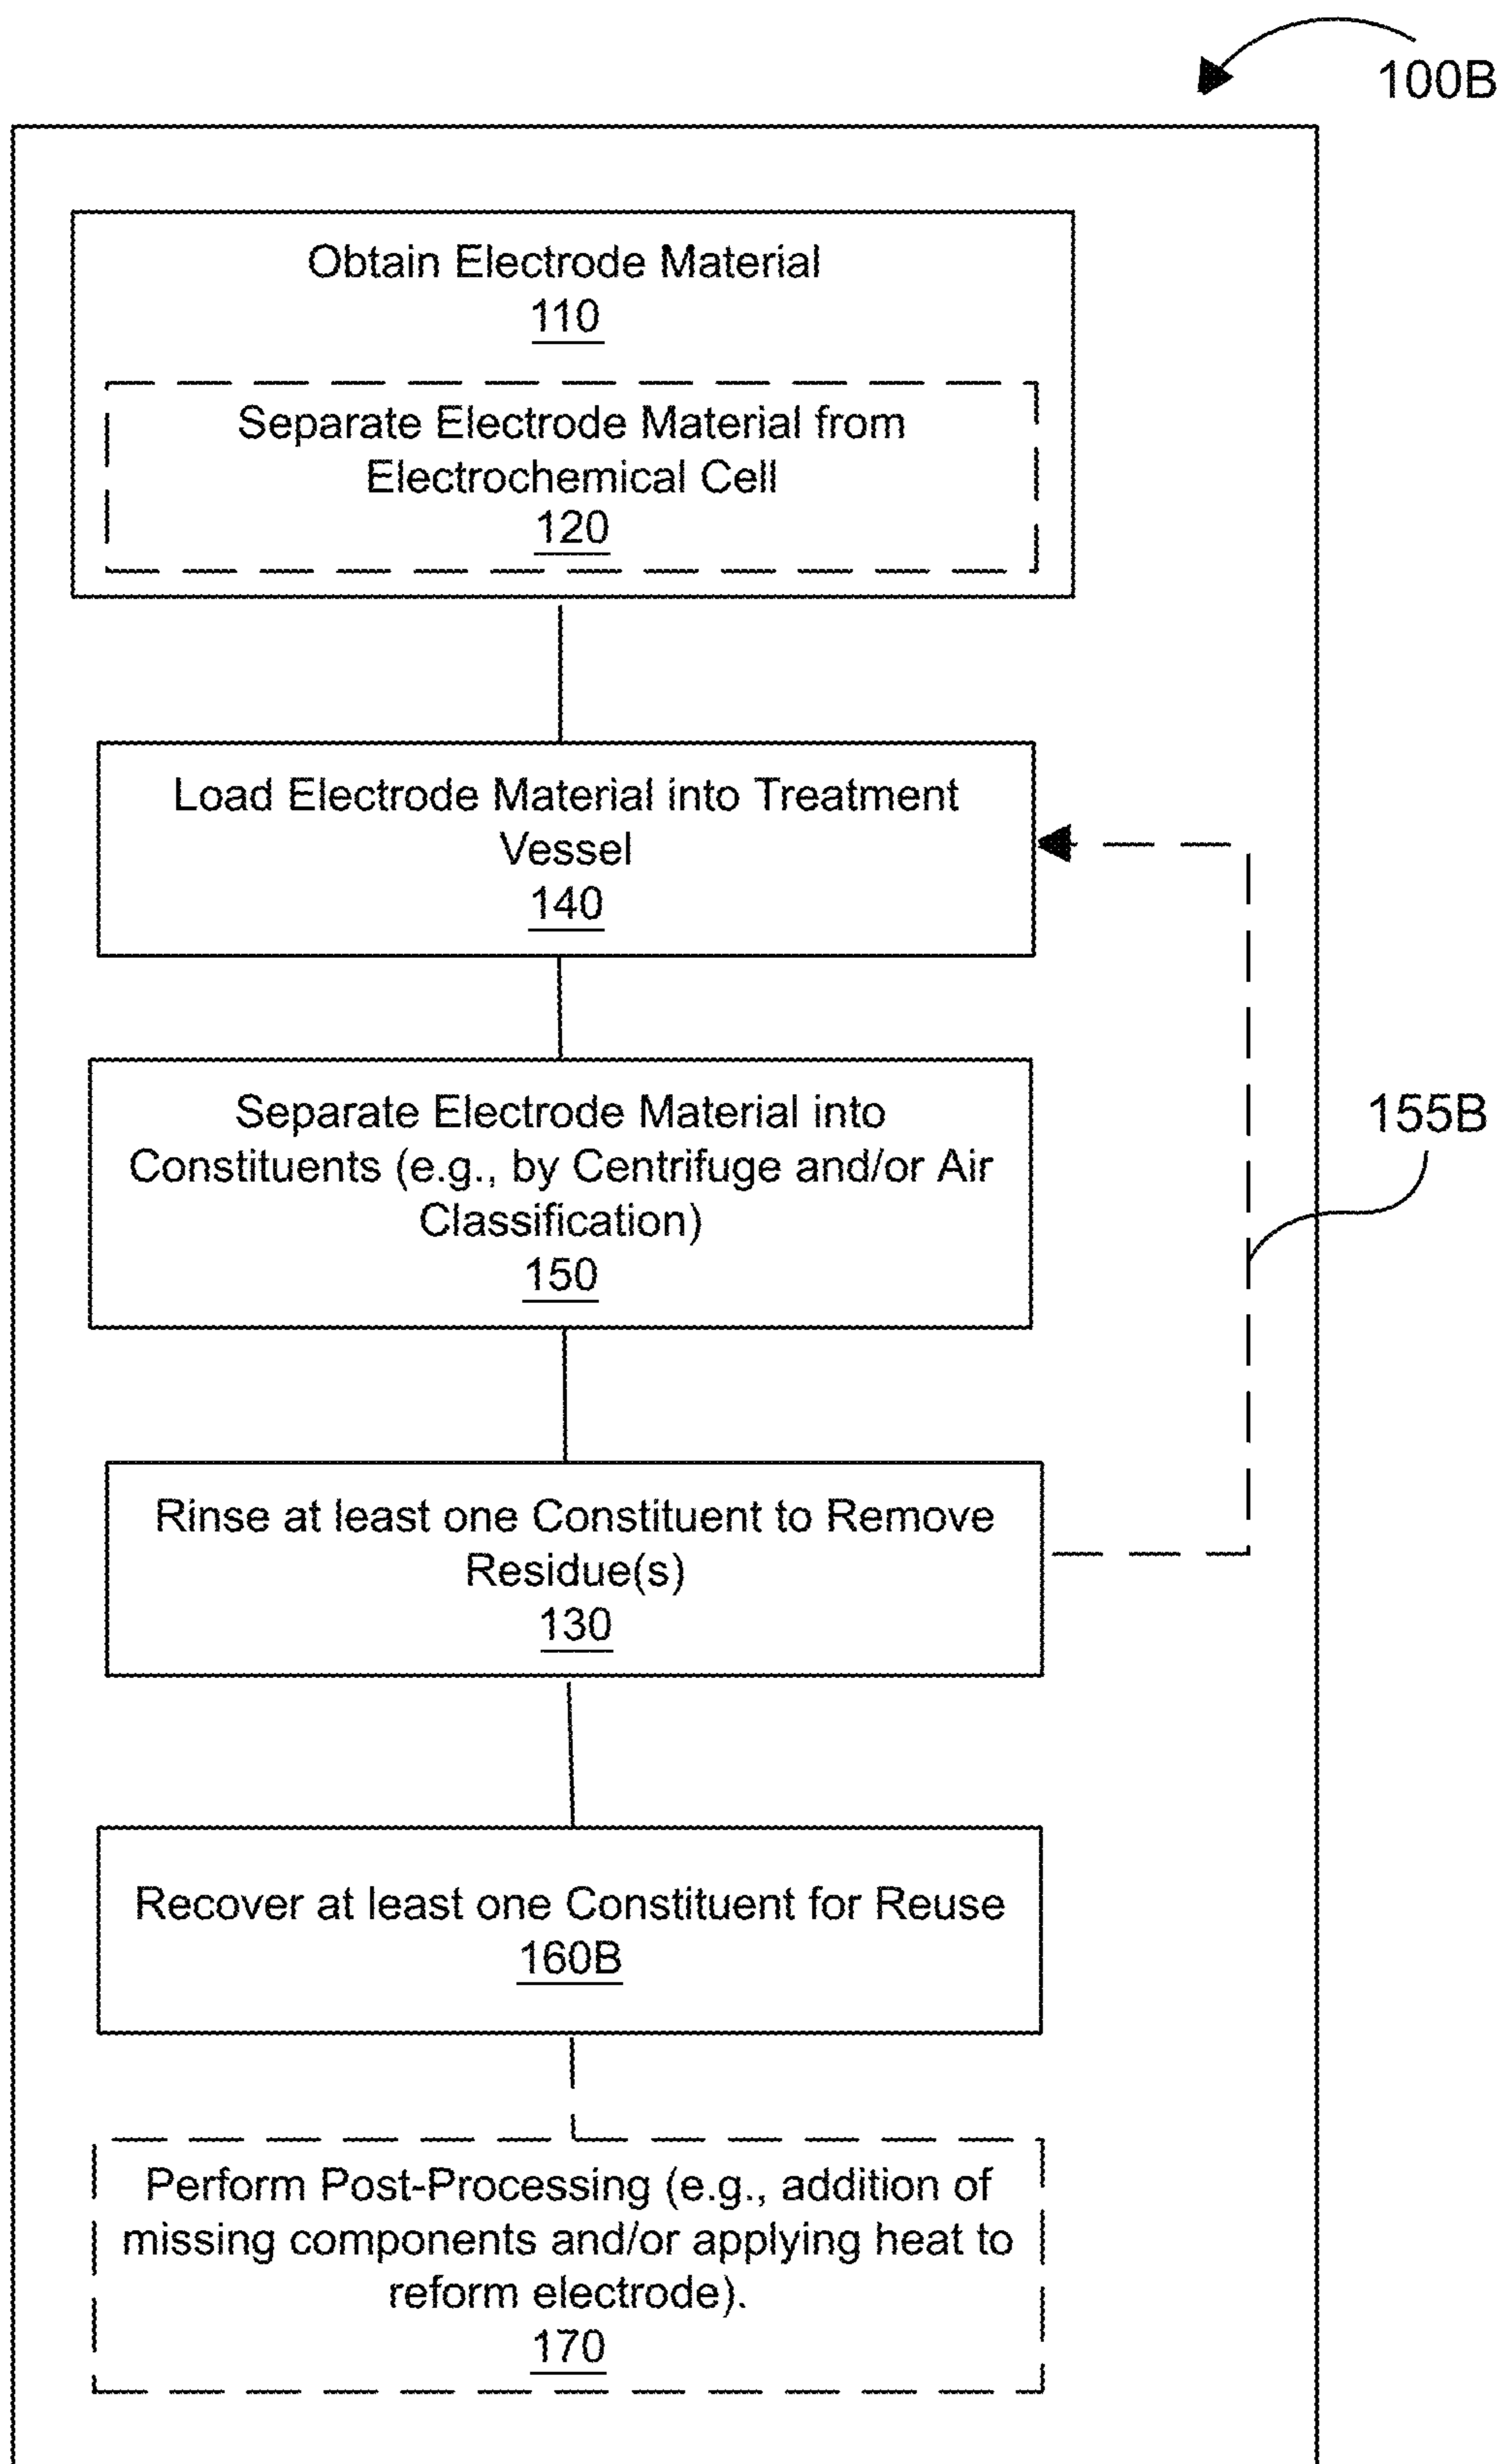 100B
Obtain Electrode Material
110
Separate Electrode Material from
Electrochemical Cell
120
Load Electrode Material into Treatment
Vessel
140
Separate Electrode Material into
Constituents (e.g., by Centrifuge and/or Air
Classification)
150
155B
Rinse at least one Constituent to Remove
Residue(s)
130
Recover at least one Constituent for Reuse
160B
Perform Post-Processing (e.g., addition of
missing components and/or applying heat to
reform electrode).
170